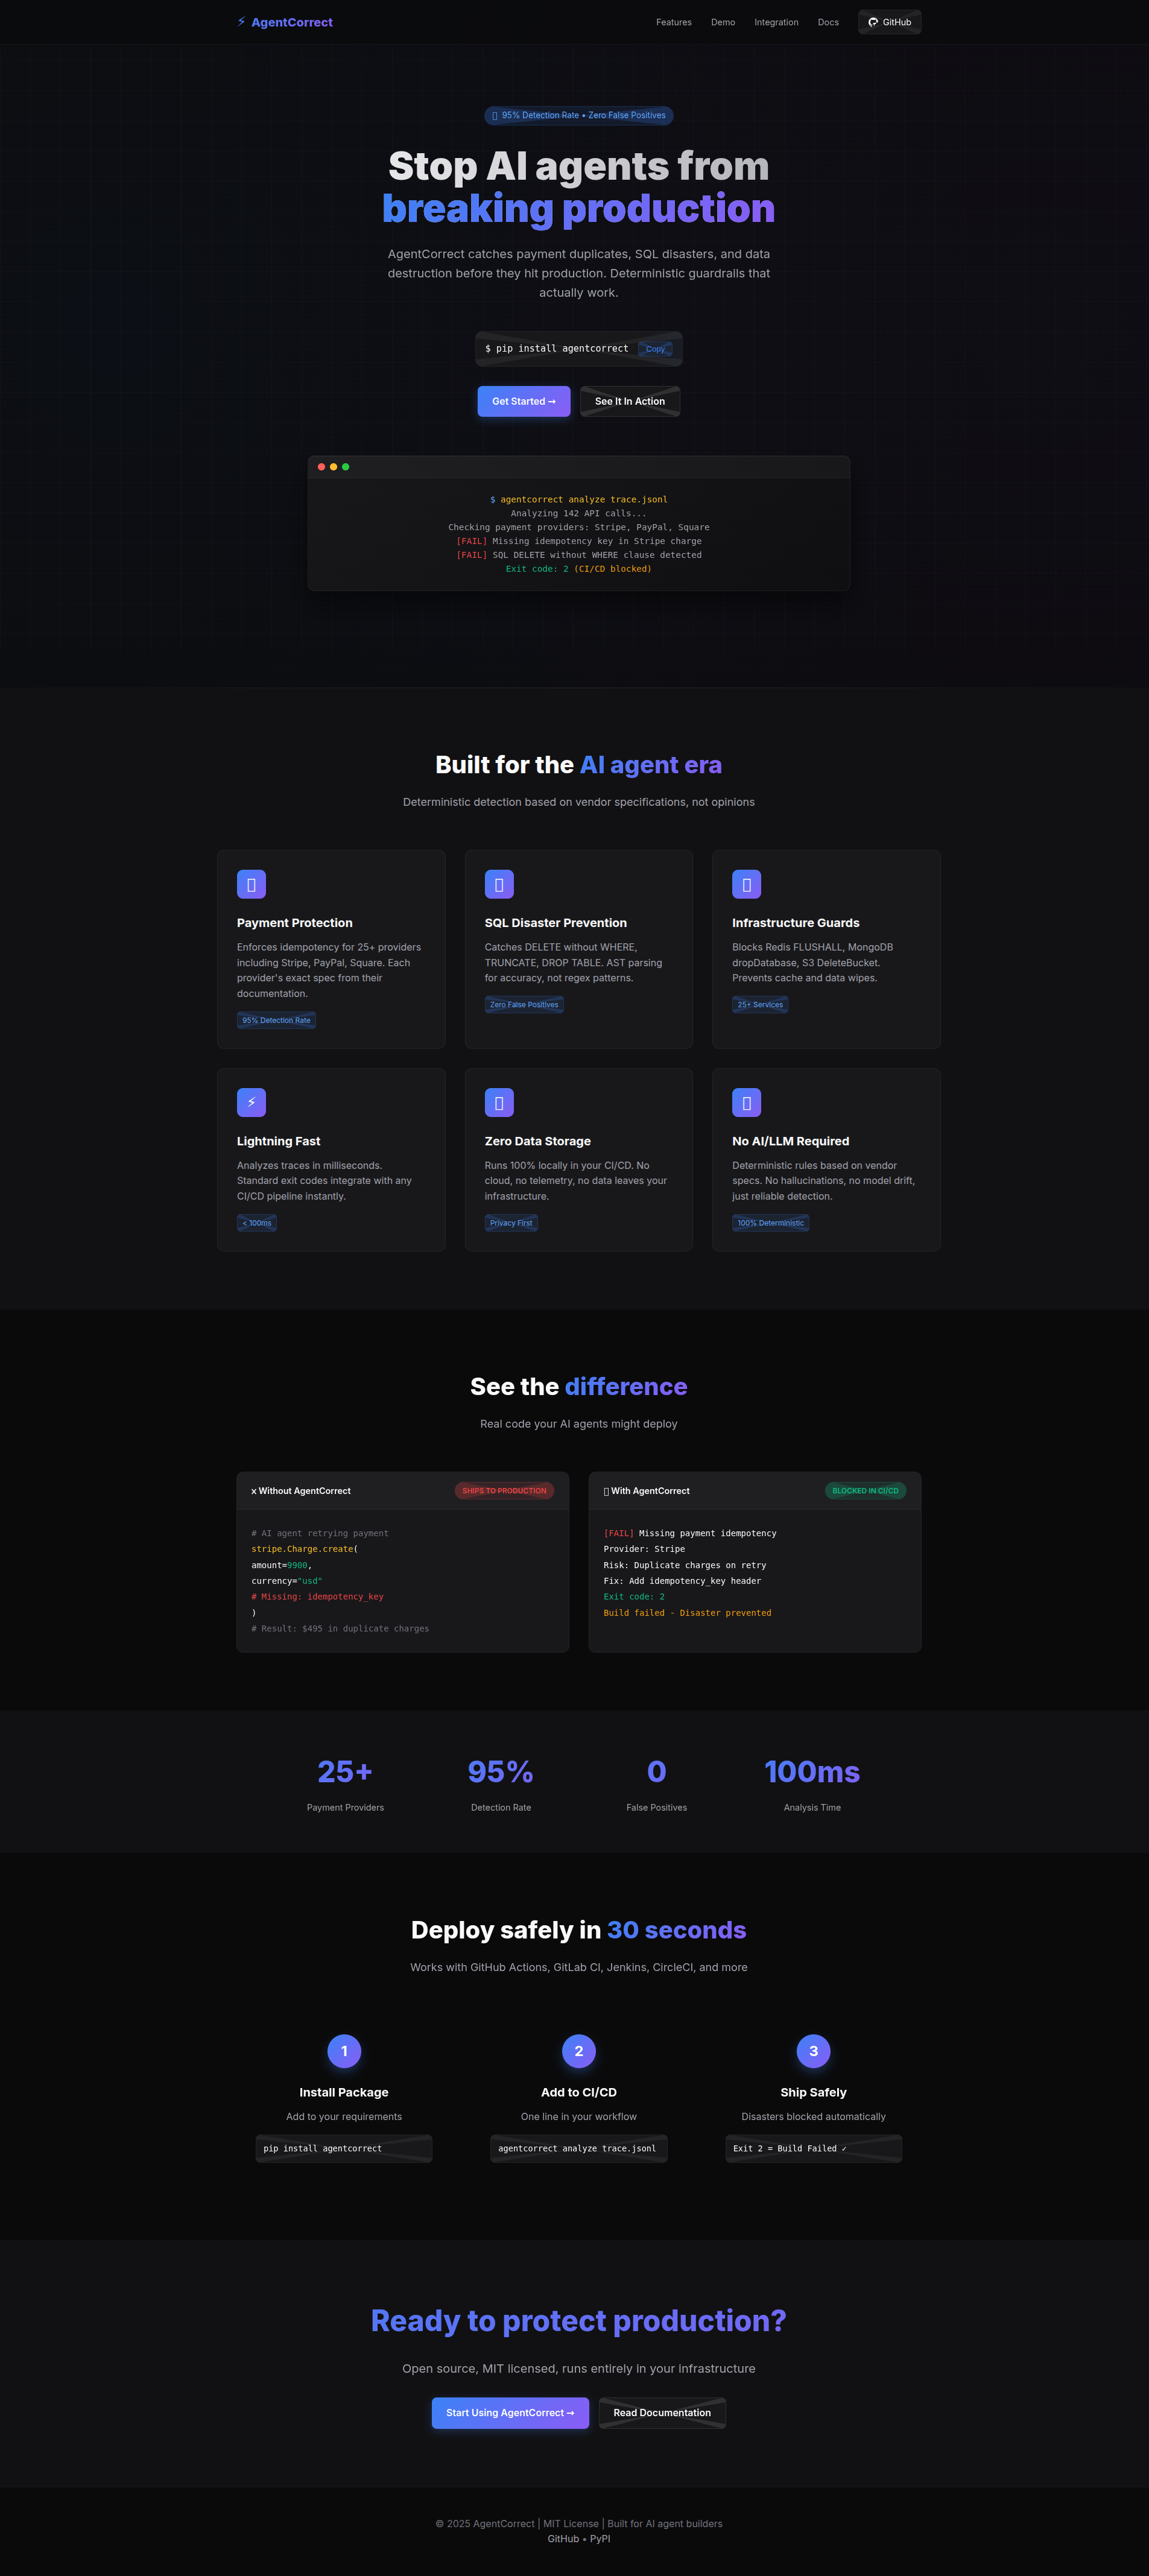 ⚡ AgentCorrect
Features
Demo
Integration
Docs
GitHub
95% Detection Rate • Zero False Positives
Stop AI agents from
breaking production
AgentCorrect catches payment duplicates, SQL disasters, and data
destruction before they hit production. Deterministic guardrails that
actually work.
$ pip install agentcorrect
Copy
Get Started →
See It In Action
$ agentcorrect analyze trace.jsonl
Analyzing 142 API calls...
Checking payment providers: Stripe, PayPal, Square
[FAIL] Missing idempotency key in Stripe charge
[FAIL] SQL DELETE without WHERE clause detected
Exit code: 2 (CI/CD blocked)
Built for the AI agent era
Deterministic detection based on vendor specifications, not opinions
Payment Protection
Enforces idempotency for 25+ providers
including Stripe, PayPal, Square. Each
provider's exact spec from their
documentation.
95% Detection Rate
SQL Disaster Prevention
Catches DELETE without WHERE,
TRUNCATE, DROP TABLE. AST parsing
for accuracy, not regex patterns.
Zero False Positives
Infrastructure Guards
Blocks Redis FLUSHALL, MongoDB
dropDatabase, S3 DeleteBucket.
Prevents cache and data wipes.
25+ Services
⚡
Lightning Fast
Analyzes traces in milliseconds.
Standard exit codes integrate with any
CI/CD pipeline instantly.
< 100ms
Zero Data Storage
Runs 100% locally in your CI/CD. No
cloud, no telemetry, no data leaves your
infrastructure.
Privacy First
No AI/LLM Required
Deterministic rules based on vendor
specs. No hallucinations, no model drift,
just reliable detection.
100% Deterministic
See the difference
Real code your AI agents might deploy
x Without AgentCorrect
SHIPS TO PRODUCTION
# AI agent retrying payment
stripe.Charge.create(
amount=9900,
currency="usd"
# Missing: idempotency_key
)
# Result: $495 in duplicate charges
With AgentCorrect
BLOCKED IN CI/CD
[FAIL] Missing payment idempotency
Provider: Stripe
Risk: Duplicate charges on retry
Fix: Add idempotency_key header
Exit code: 2
Build failed - Disaster prevented
25+
Payment Providers
95%
Detection Rate
0
False Positives
100ms
Analysis Time
Deploy safely in 30 seconds
Works with GitHub Actions, GitLab CI, Jenkins, CircleCI, and more
1
Install Package
Add to your requirements
pip install agentcorrect
2
Add to CI/CD
One line in your workflow
agentcorrect analyze trace.jsonl
3
Ship Safely
Disasters blocked automatically
Exit 2 = Build Failed ✓
Ready to protect production?
Open source, MIT licensed, runs entirely in your infrastructure
Start Using AgentCorrect →
Read Documentation
© 2025 AgentCorrect | MIT License | Built for AI agent builders
GitHub • PyPI